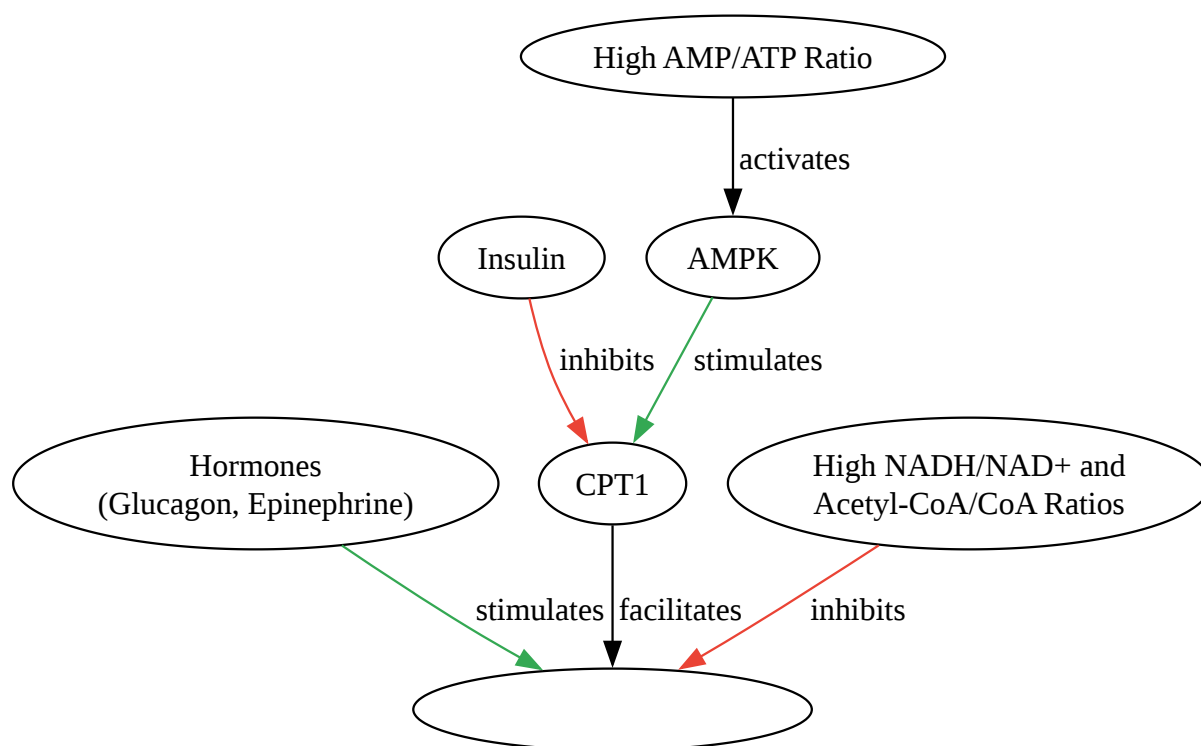 High AMP/ATP Ratio
activates
Insulin
AMPK
inhibits
stimulates
Hormones
(Glucagon, Epinephrine)
CPT1
High NADH/NAD+ and
Acetyl-CoA/CoA Ratios
stimulates
facilitates
inhibits